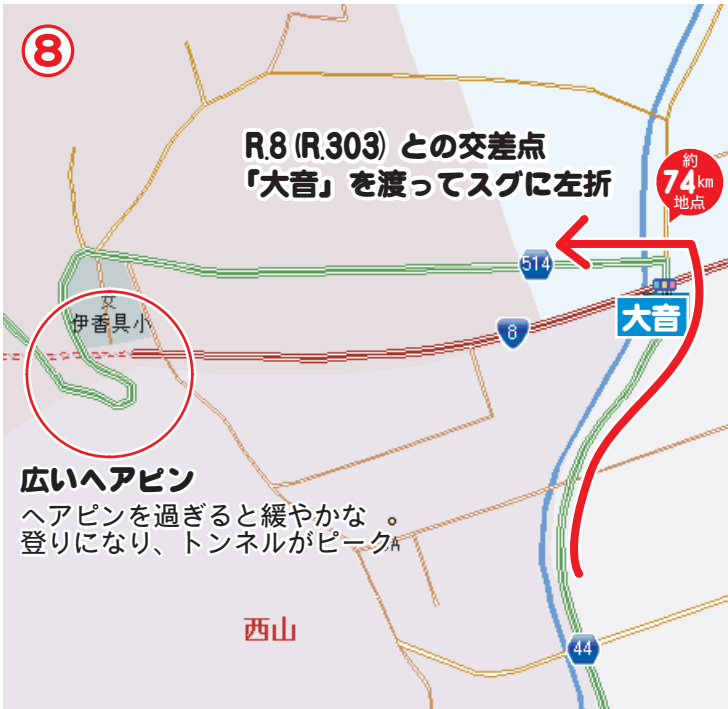 ⑧
R.8 (R.303) との交差点
「大音」を渡ってスグに左折
約
74km
地点
514
大音
文
伊香具小
8
広いヘアピン
ヘアピンを過ぎると緩やかな
登りになり、トンネルがピーク
西山
44